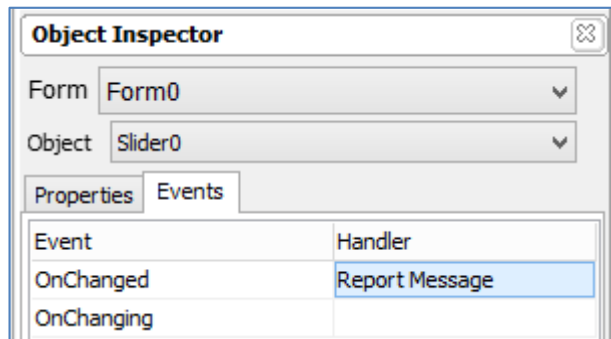 Object Inspector
Form Form0
Object Slider0
Properties Events
Event Handler
OnChanged Report Message
OnChanging